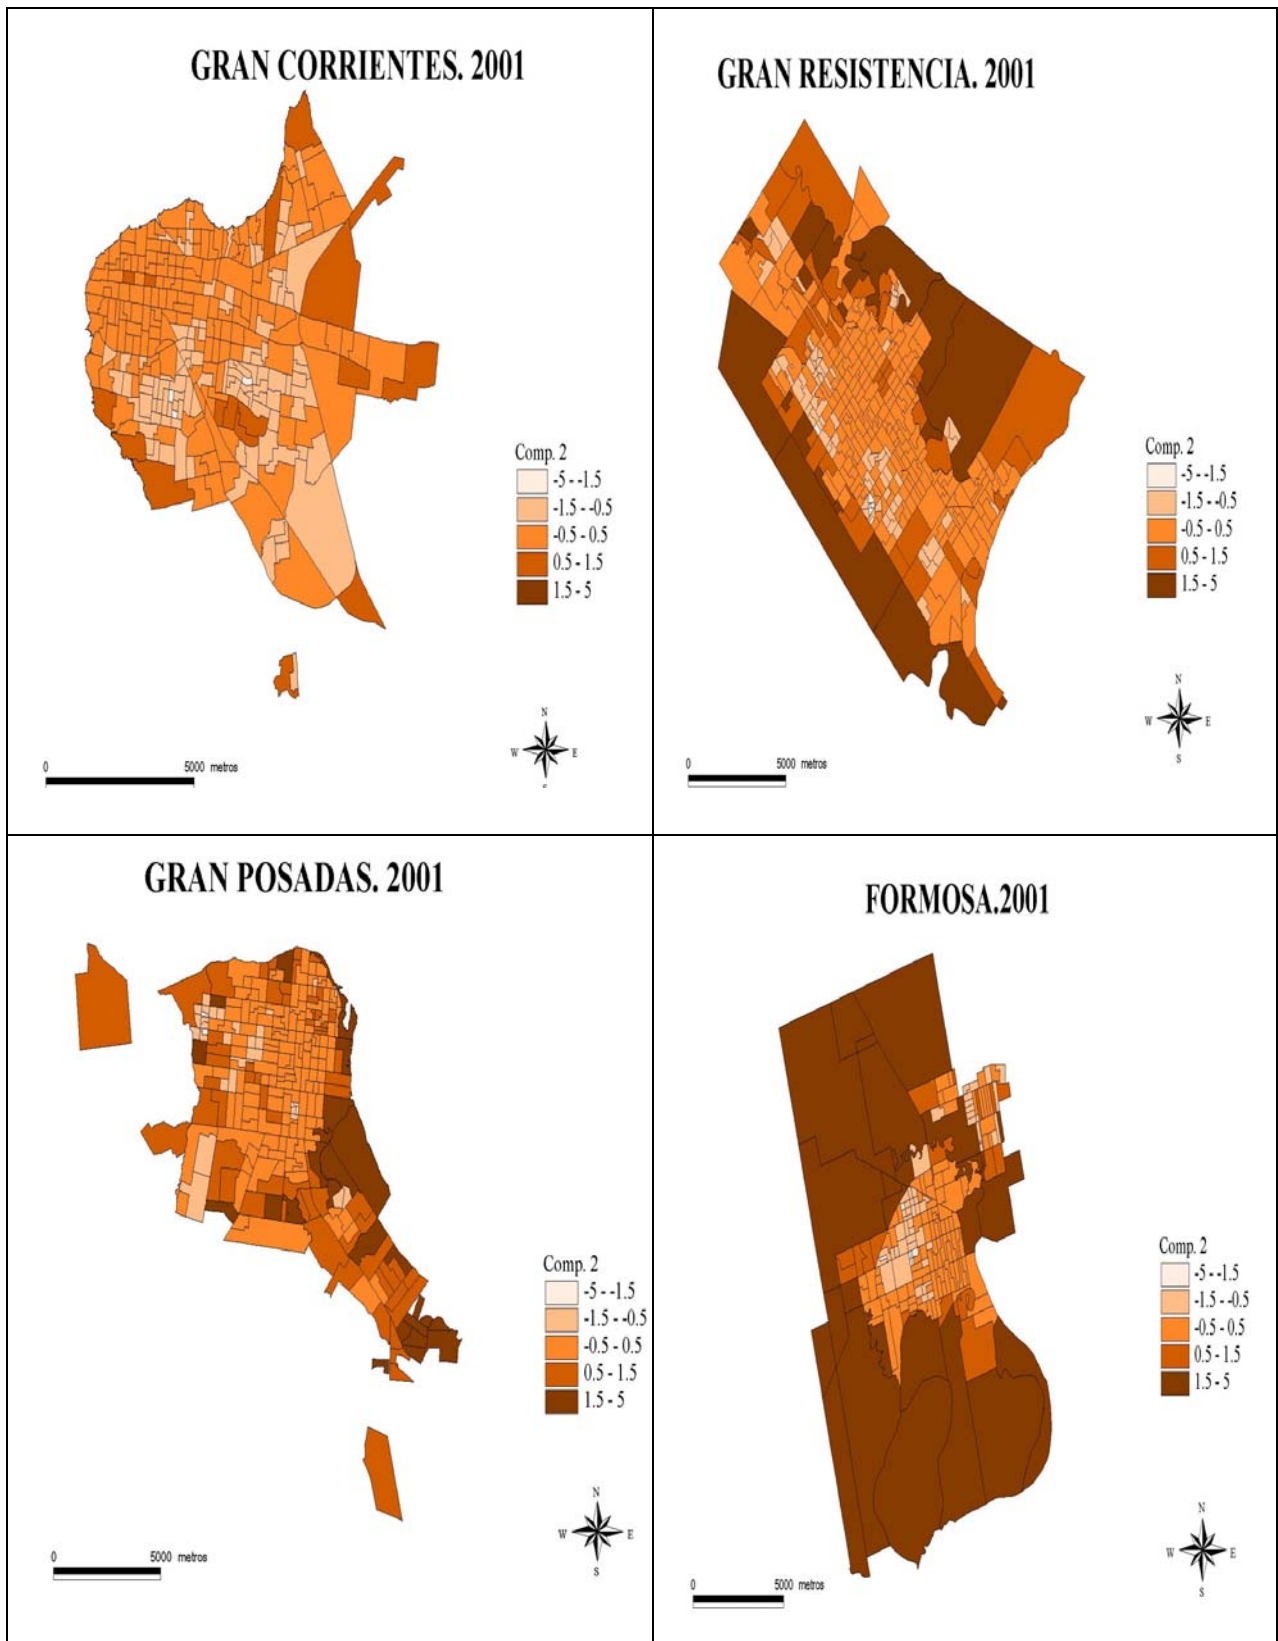 GRAN CORRIENTES. 2001
Comp. 2
-5 - -1.5
-1.5 - -0.5
-0.5 - 0.5
0.5 - 1.5
1.5 - 5
N
W E
0 5000 metros
GRAN RESISTENCIA. 2001
Comp. 2
-5 - -1.5
-1.5 - -0.5
-0.5 - 0.5
0.5 - 1.5
1.5 - 5
N
W E
S
0 5000 metros
GRAN POSADAS. 2001
Comp. 2
-5 - -1.5
-1.5 - -0.5
-0.5 - 0.5
0.5 - 1.5
1.5 - 5
N
W E
S
0 5000 metros
FORMOSA.2001
Comp. 2
-5 - -1.5
-1.5 - -0.5
-0.5 - 0.5
0.5 - 1.5
1.5 - 5
N
W E
S
0 5000 metros